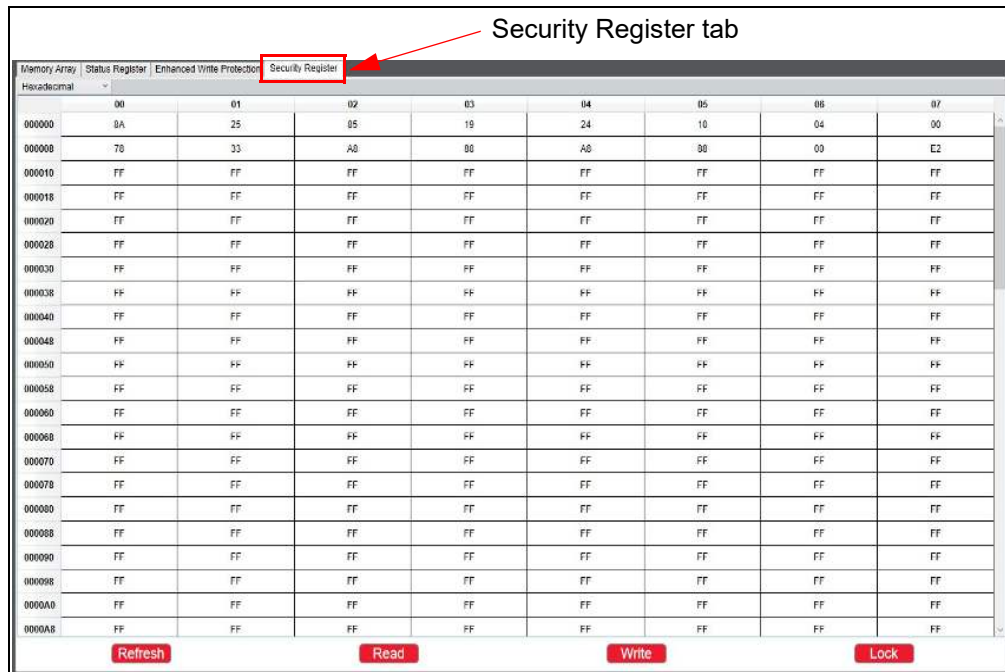 Security Register tab
Memory Array Status Register Enhanced Write Protection Security Register
Hexadecimal
00 01 02 03 04 05 06 07
000000 25 19 24 04 00
000008 33 E2
000010 FF FF FF FF FF FF FF FF
000018 FF FF FF FF FF FF FF FF
000020 FF FF FF FF FF FF FF FF
000028 FF FF FF FF FF FF FF FF
000030 FF FF FF FF FF FF FF FF
000038 FF FF FF FF FF FF FF FF
000040 FF FF FF FF FF FF FF FF
000048 FF FF FF FF FF FF FF FF
000050 FF FF FF FF FF FF FF FF
000058 FF FF FF FF FF FF FF FF
000060 FF FF FF FF FF FF FF FF
000068 FF FF FF FF FF FF FF FF
000070 FF FF FF FF FF FF FF FF
000078 FF FF FF FF FF FF FF FF
000080 FF FF FF FF FF FF FF FF
000088 FF FF FF FF FF FF FF FF
000090 FF FF FF FF FF FF FF FF
000098 FF FF FF FF FF FF FF FF
0000A0 FF FF FF FF FF FF FF FF
0000A8 FF FF FF FF FF FF FF FF
Refresh Read Write Lock